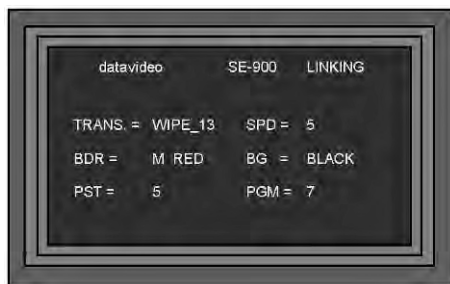 datavideo SE-900 LINKING
TRANS. = WIPE_13 SPD = 5
BDR = M RED BG = BLACK
PST = 5 PGM = 7